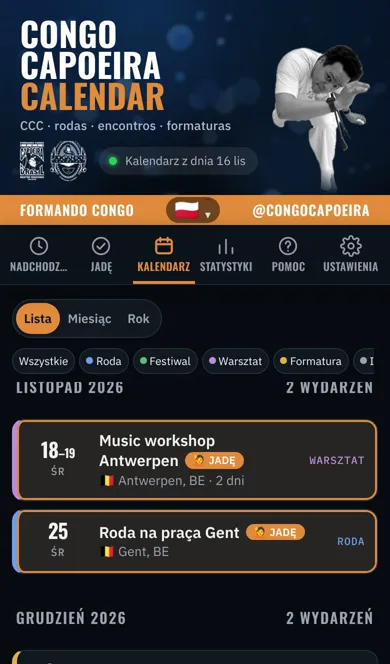 CONGO
CAPOEIRA
CALENDAR
CCC · rodas · encontros · formaturas
Kalendarz z dnia 16 lis
FORMANDO CONGO
@CONGOCAPOEIRA
NADCHODZ... JADĘ KALENDARZ STATYSTYKI POMOC USTAWIENIA
Lista Miesiąc Rok
Wszystkie Roda Festiwal Warsztat Formatura I
LISTOPAD 2026 2 WYDARZEŃ
18–19
ŚR
Music workshop
Antwerpen JADĘ
Antwerpen, BE · 2 dni
WARSZTAT
25
ŚR
Roda na praça Gent JADĘ
Gent, BE
RODA
GRUDZIEŃ 2026 2 WYDARZEŃ